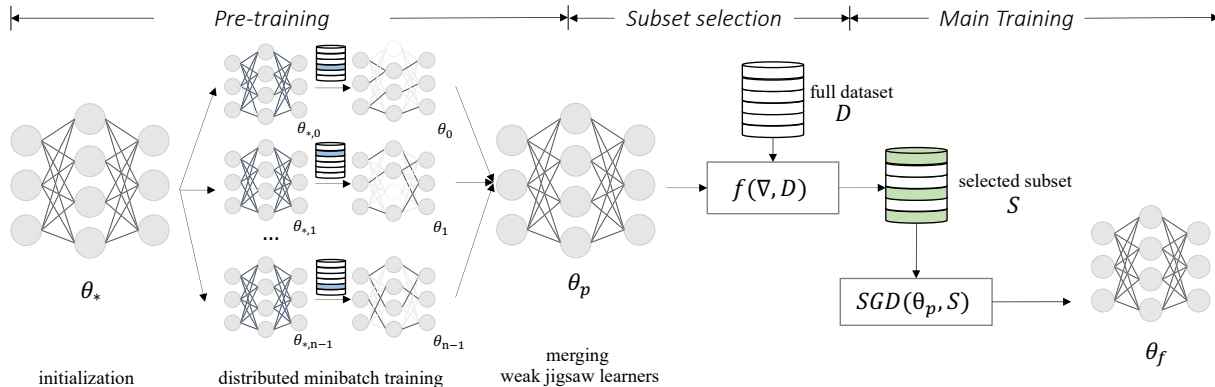 Pre-training
Subset selection
Main Training
full dataset
D
θ*,0
θ0
θ*,1
θ1
...
θ*,n−1
θn−1
θ*
θp
f(∇, D)
selected subset
S
SGD(θp, S)
θf
initialization
distributed minibatch training
merging
weak jigsaw learners